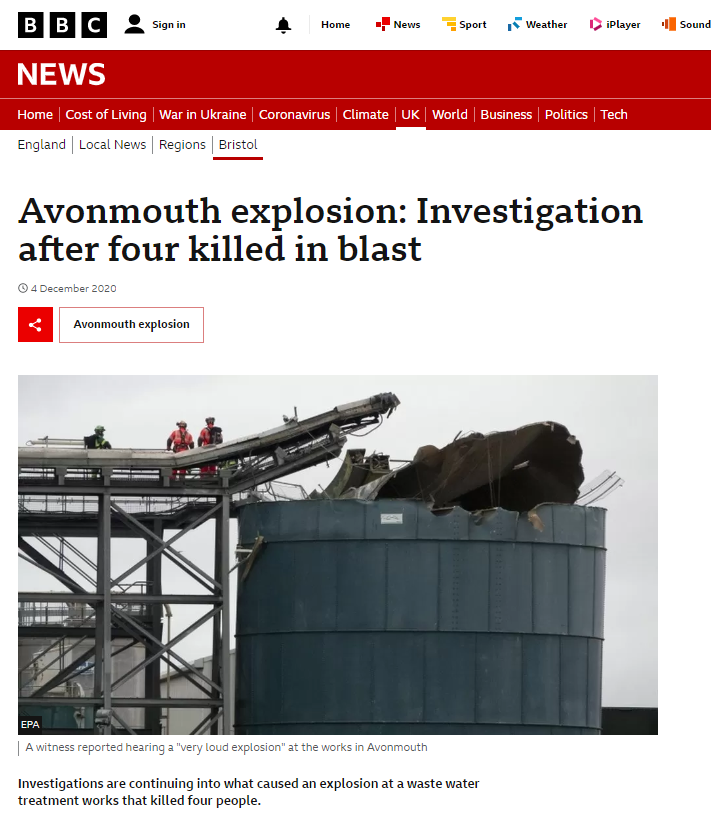 BBC Sign in Home News Sport Weather iPlayer Sound
NEWS
Home Cost of Living War in Ukraine Coronavirus Climate UK World Business Politics Tech
England Local News Regions Bristol
Avonmouth explosion: Investigation
after four killed in blast
4 December 2020
Avonmouth explosion
EPA
A witness reported hearing a "very loud explosion" at the works in Avonmouth
Investigations are continuing into what caused an explosion at a waste water
treatment works that killed four people.